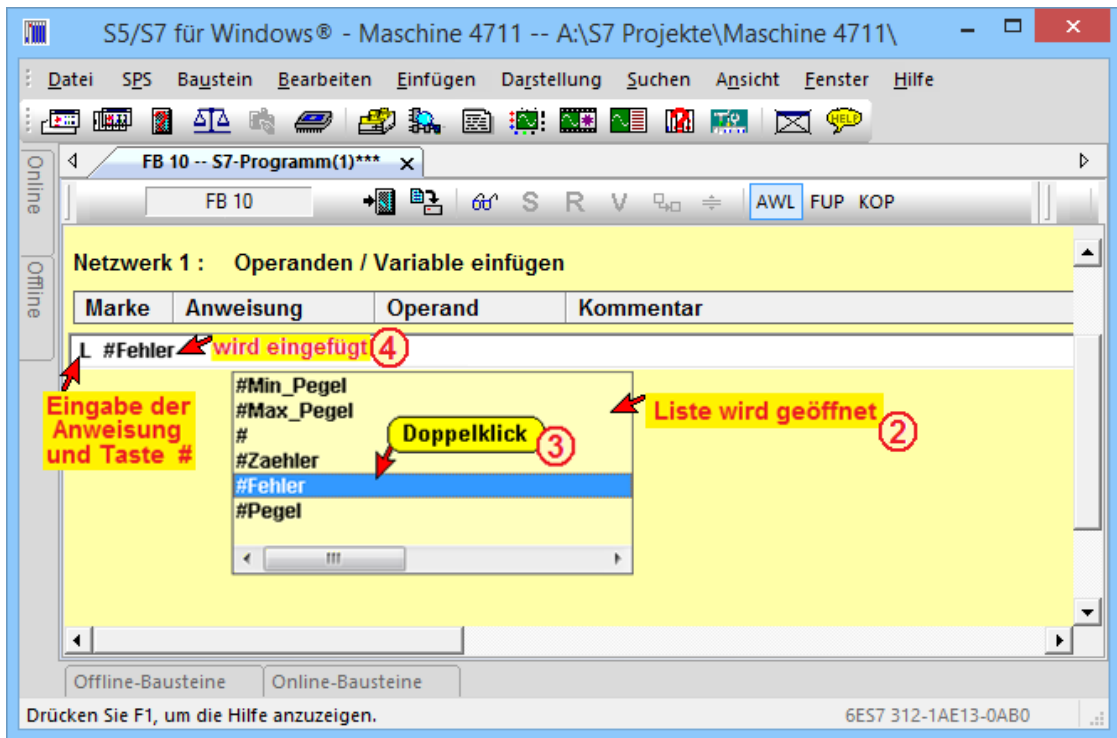 S5/S7 für Windows® - Maschine 4711 -- A:\S7 Projekte\Maschine 4711\
Datei SPS Baustein Bearbeiten Einfügen Darstellung Suchen Ansicht Fenster Hilfe
HELP
Online
Offline
FB 10 -- S7-Programm(1)*** x
FB 10 S R V AWL FUP KOP
Netzwerk 1 : Operanden / Variable einfügen
Marke Anweisung Operand Kommentar
L #Fehler wird eingefügt 4
Eingabe der
Anweisung
und Taste #
#Min_Pegel
#Max_Pegel
#
#Zaehler
#Fehler
#Pegel
Doppelklick 3
Liste wird geöffnet 2
Offline-Bausteine Online-Bausteine
Drücken Sie F1, um die Hilfe anzuzeigen. 6ES7 312-1AE13-0AB0